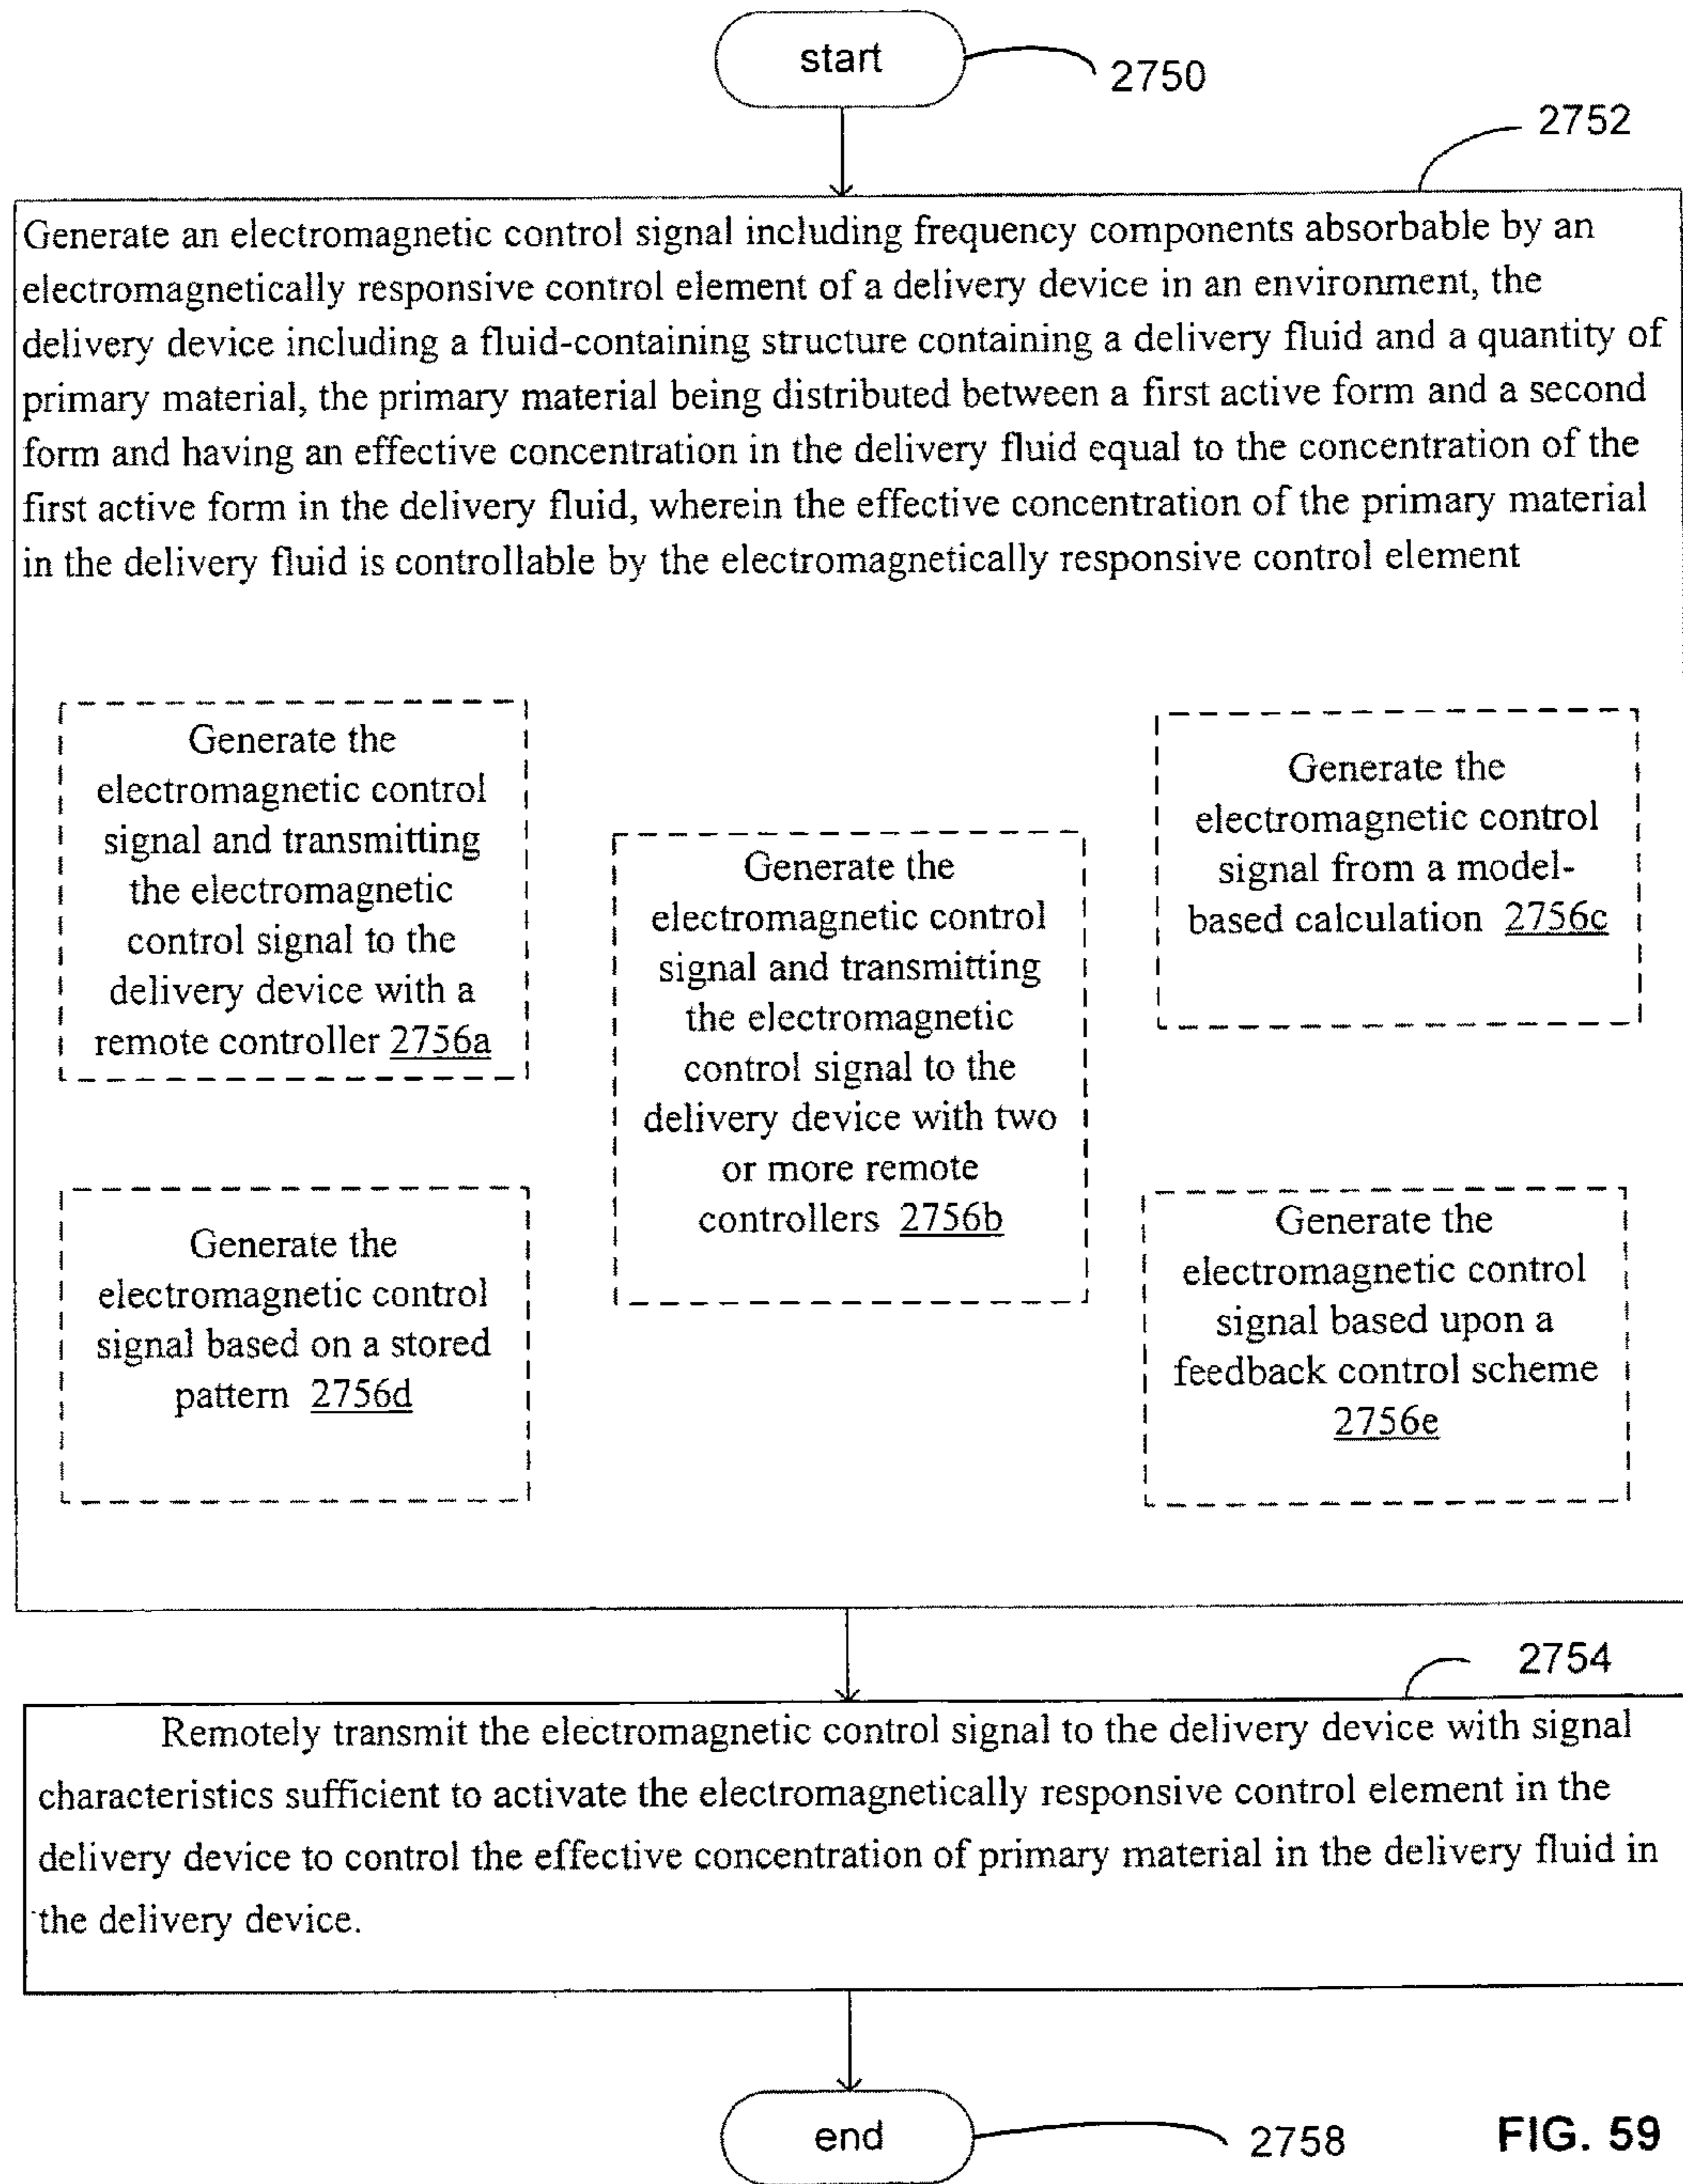 start
2750
2752
Generate an electromagnetic control signal including frequency components absorbable by an
electromagnetically responsive control element of a delivery device in an environment, the
delivery device including a fluid-containing structure containing a delivery fluid and a quantity of
primary material, the primary material being distributed between a first active form and a second
form and having an effective concentration in the delivery fluid equal to the concentration of the
first active form in the delivery fluid, wherein the effective concentration of the primary material
in the delivery fluid is controllable by the electromagnetically responsive control element
Generate the
electromagnetic control
signal and transmitting
the electromagnetic
control signal to the
delivery device with a
remote controller 2756a
Generate the
electromagnetic control
signal and transmitting
the electromagnetic
control signal to the
delivery device with two
or more remote
controllers 2756b
Generate the
electromagnetic control
signal from a model-
based calculation 2756c
Generate the
electromagnetic control
signal based on a stored
pattern 2756d
Generate the
electromagnetic control
signal based upon a
feedback control scheme
2756e
2754
Remotely transmit the electromagnetic control signal to the delivery device with signal
characteristics sufficient to activate the electromagnetically responsive control element in the
delivery device to control the effective concentration of primary material in the delivery fluid in
the delivery device.
end
2758
FIG. 59